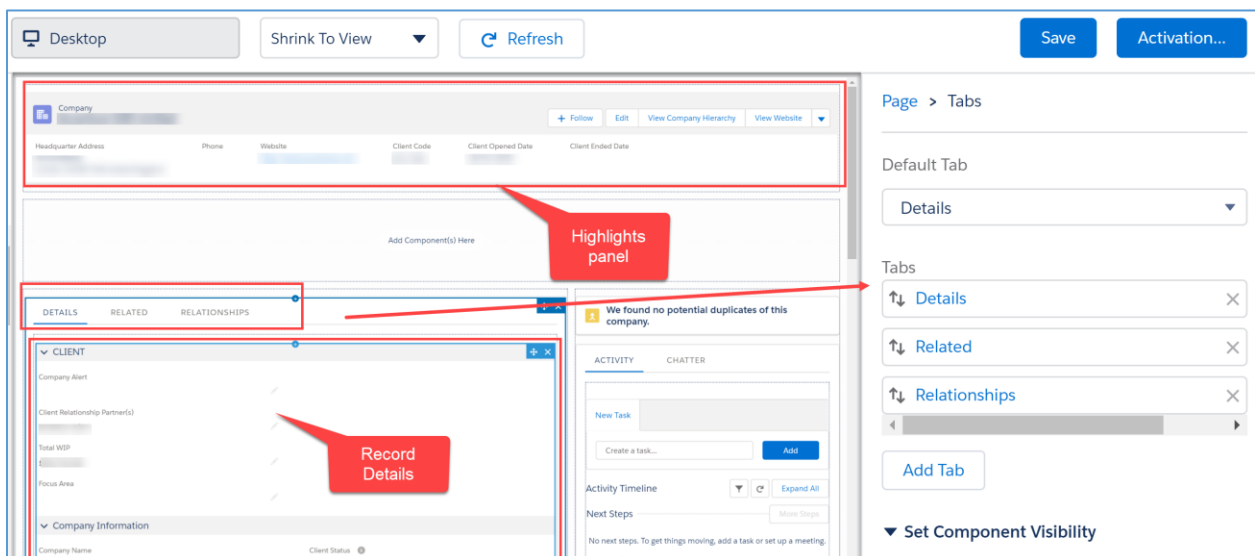 Desktop
Shrink To View
Refresh
Save
Activation...
Company
+ Follow
Edit
View Company Hierarchy
View Website
Headquarter Address
Phone
Website
Client Code
Client Opened Date
Client Ended Date
Highlights
panel
Add Component(s) Here
DETAILS
RELATED
RELATIONSHIPS
CLIENT
Company Alert
Client Relationship Partner(s)
Total WIP
Focus Area
Record
Details
Company Information
Company Name
Client Status
We found no potential duplicates of this
company.
ACTIVITY
CHATTER
New Task
Create a task...
Add
Activity Timeline
Expand All
Next Steps
More Steps
No next steps. To get things moving, add a task or set up a meeting.
Page > Tabs
Default Tab
Details
Tabs
Details
Related
Relationships
Add Tab
Set Component Visibility